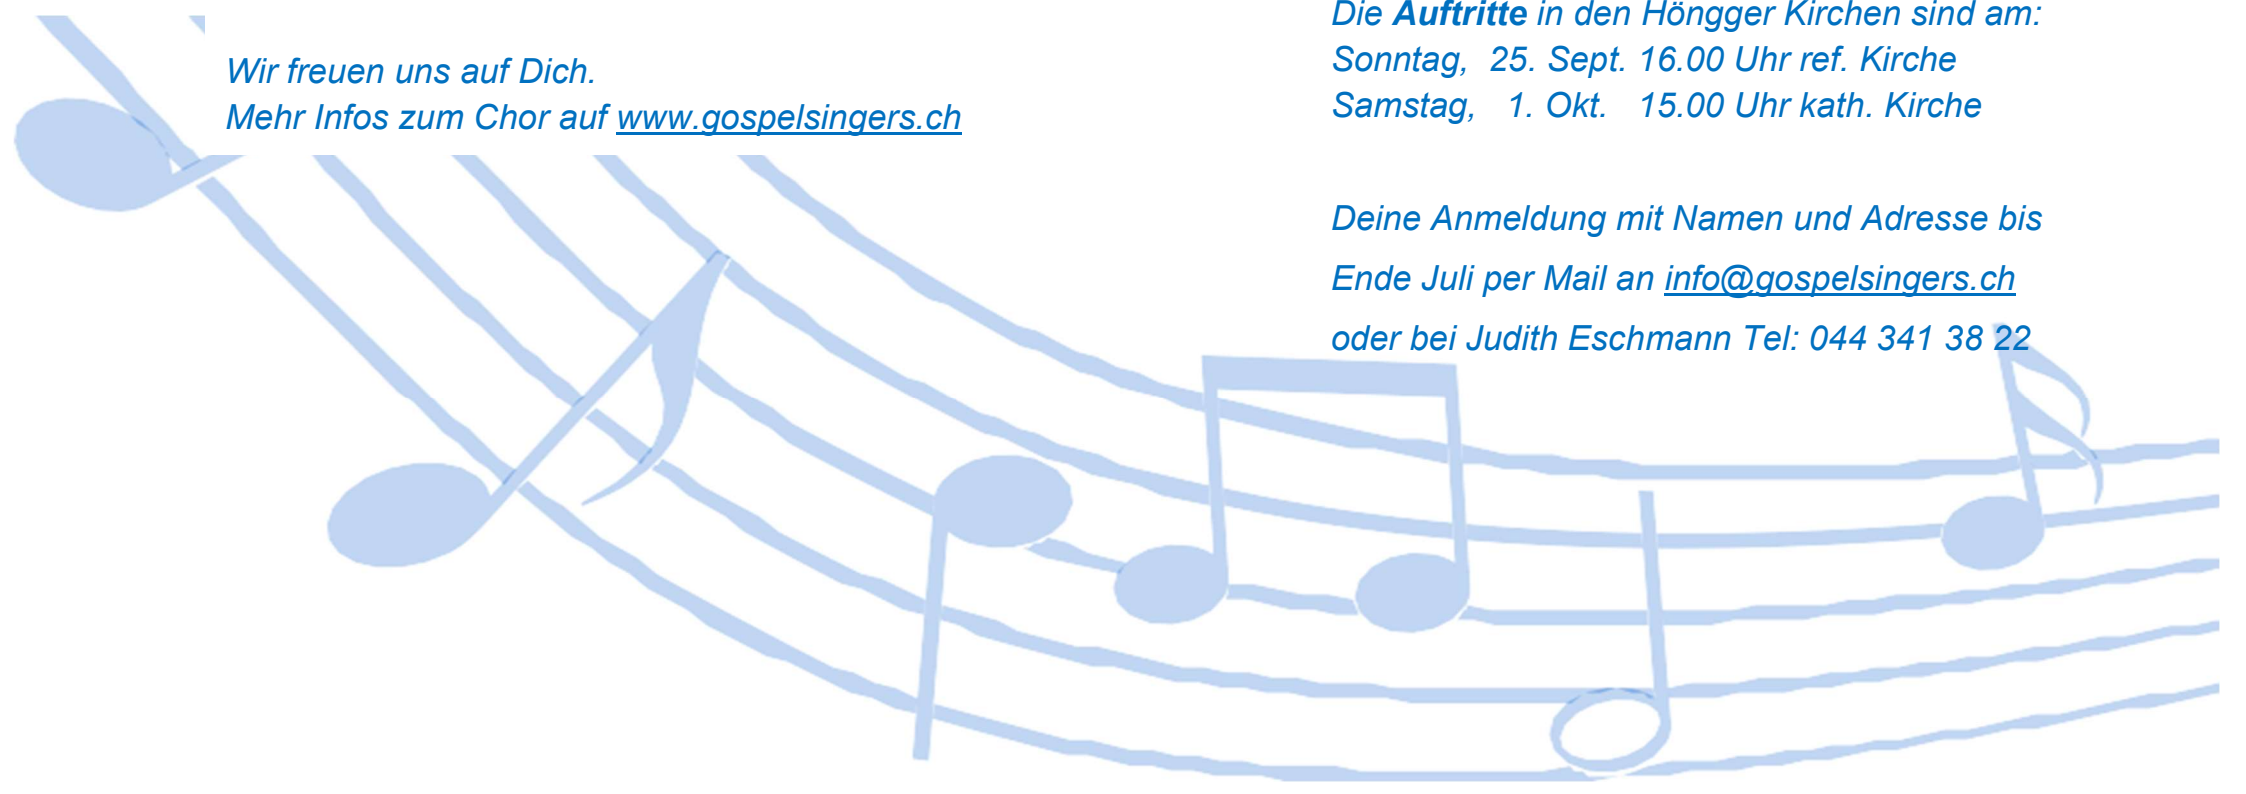 Wir freuen uns auf Dich.
Mehr Infos zum Chor auf www.gospelsingers.ch
Die Auftritte in den Höngger Kirchen sind am:
Sonntag, 25. Sept. 16.00 Uhr ref. Kirche
Samstag, 1. Okt. 15.00 Uhr kath. Kirche
Deine Anmeldung mit Namen und Adresse bis
Ende Juli per Mail an info@gospelsingers.ch
oder bei Judith Eschmann Tel: 044 341 38 22